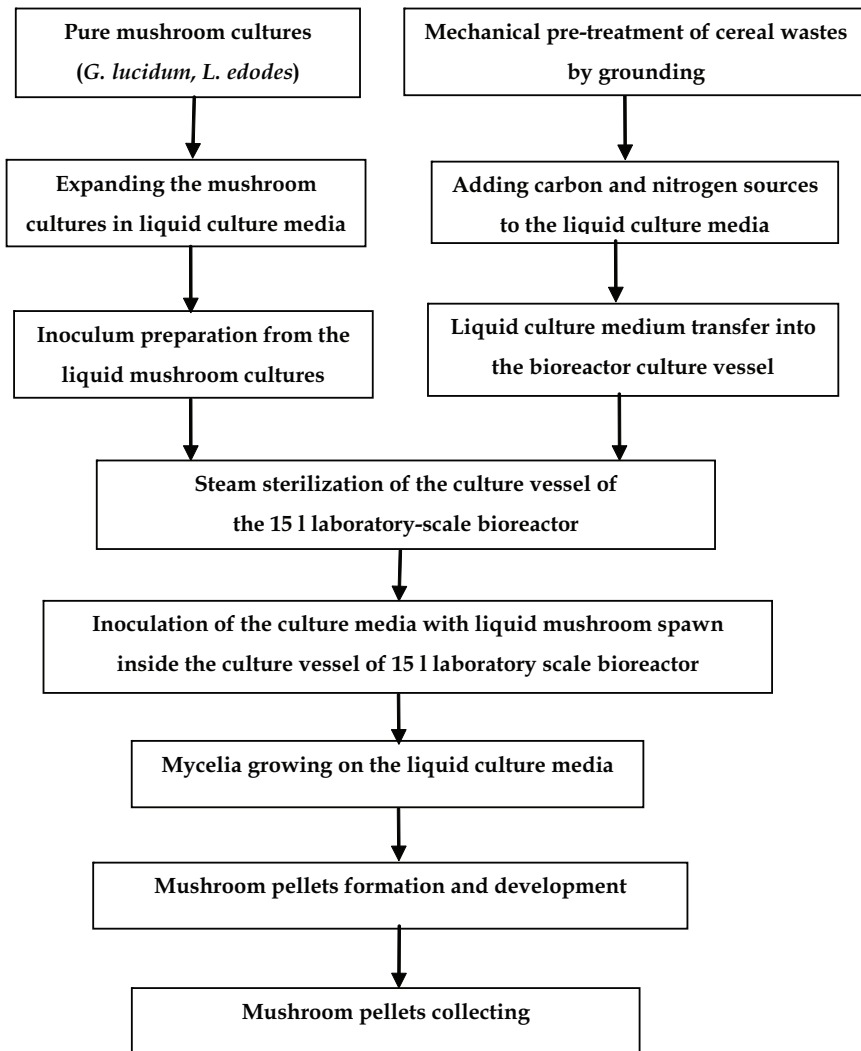 Pure mushroom cultures
(G. lucidum, L. edodes)
Mechanical pre-treatment of cereal wastes
by grounding
Expanding the mushroom
cultures in liquid culture media
Adding carbon and nitrogen sources
to the liquid culture media
Inoculum preparation from the
liquid mushroom cultures
Liquid culture medium transfer into
the bioreactor culture vessel
Steam sterilization of the culture vessel of
the 15 l laboratory-scale bioreactor
Inoculation of the culture media with liquid mushroom spawn
inside the culture vessel of 15 l laboratory scale bioreactor
Mycelia growing on the liquid culture media
Mushroom pellets formation and development
Mushroom pellets collecting